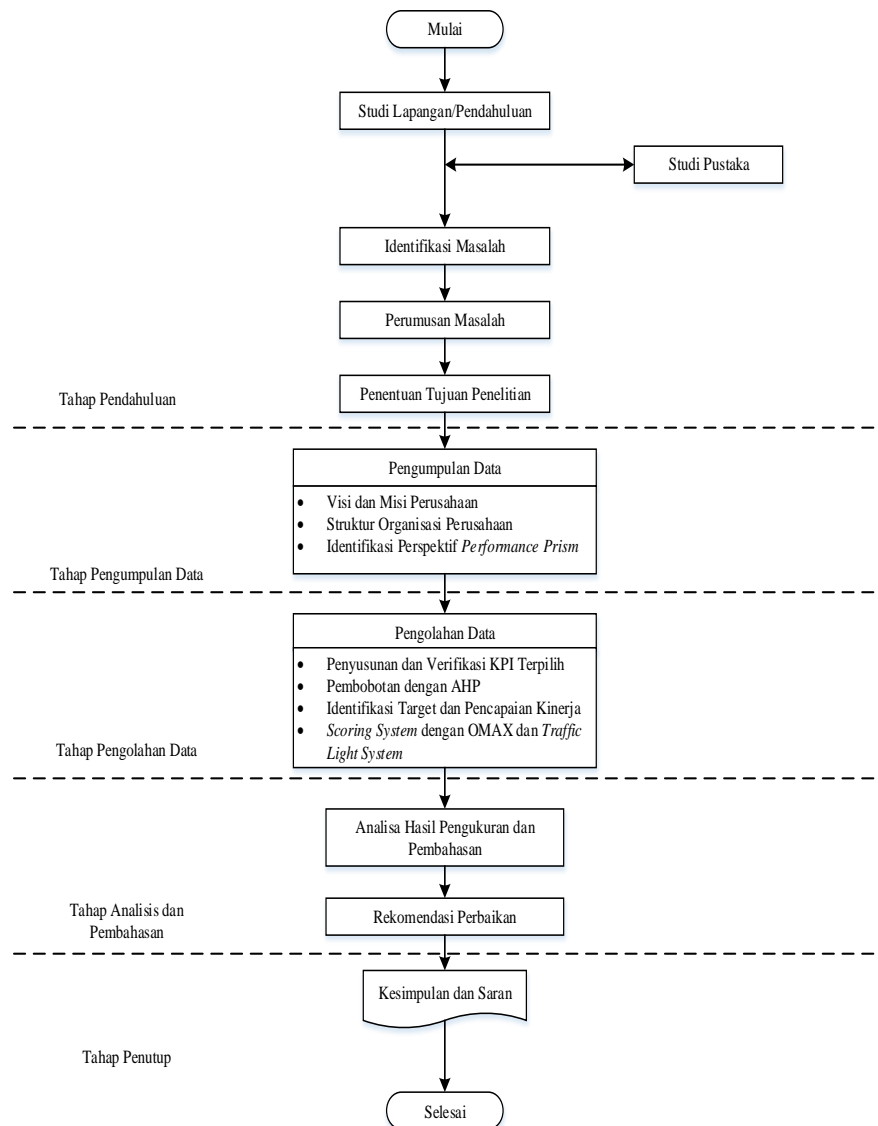 Mulai
Studi Lapangan/Pendahuluan
Studi Pustaka
Identifikasi Masalah
Perumusan Masalah
Penentuan Tujuan Penelitian
Tahap Pendahuluan
Pengumpulan Data
• Visi dan Misi Perusahaan
• Struktur Organisasi Perusahaan
• Identifikasi Perspektif Performance Prism
Tahap Pengumpulan Data
Pengolahan Data
• Penyusunan dan Verifikasi KPI Terpilih
• Pembobotan dengan AHP
• Identifikasi Target dan Pencapaian Kinerja
• Scoring System dengan OMAX dan Traffic
Light System
Tahap Pengolahan Data
Analisa Hasil Pengukuran dan
Pembahasan
Rekomendasi Perbaikan
Tahap Analisis dan
Pembahasan
Kesimpulan dan Saran
Tahap Penutup
Selesai